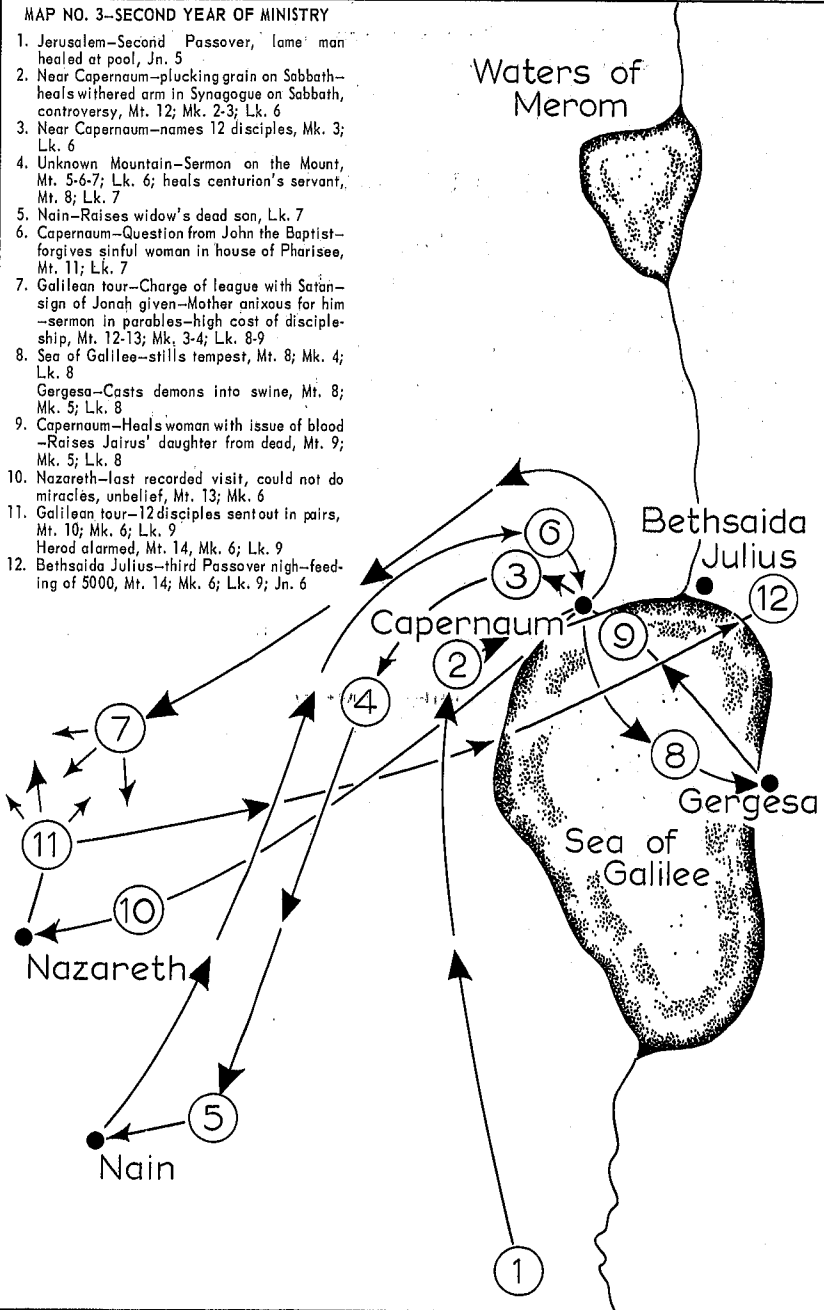 MAP NO. 3—SECOND YEAR OF MINISTRY
1. Jerusalem—Second Passover, lame man
healed at pool, Jn. 5
2. Near Capernaum—plucking grain on Sabbath—
heals withered arm in Synagogue on Sabbath,
controversy, Mt. 12; Mk. 2-3; Lk. 6
3. Near Capernaum—names 12 disciples, Mk. 3;
Lk. 6
4. Unknown Mountain—Sermon on the Mount,
Mt. 5-6-7; Lk. 6; heals centurion's servant,
Mt. 8; Lk. 7
5. Nain—Raises widow's dead son, Lk. 7
6. Capernaum—Question from John the Baptist—
forgives sinful woman in house of Pharisee,
Mt. 11; Lk. 7
7. Galilean tour—Charge of league with Satan—
sign of Jonah given—Mother anixous for him
—sermon in parables—high cost of disciple-
ship, Mt. 12-13; Mk. 3-4; Lk. 8-9
8. Sea of Galilee—stills tempest, Mt. 8; Mk. 4;
Lk. 8
Gergesa—Casts demons into swine, Mt. 8;
Mk. 5; Lk. 8
9. Capernaum—Heals woman with issue of blood
—Raises Jairus' daughter from dead, Mt. 9;
Mk. 5; Lk. 8
10. Nazareth—last recorded visit, could not do
miracles, unbelief, Mt. 13; Mk. 6
11. Galilean tour—12 disciples sent out in pairs,
Mt. 10; Mk. 6; Lk. 9
Herod alarmed, Mt. 14, Mk. 6; Lk. 9
12. Bethsaida Julius—third Passover nigh—feed-
ing of 5000, Mt. 14; Mk. 6; Lk. 9; Jn. 6
Waters of
Merom
Bethsaida
Julius
6
3
12
Capernaum
9
2
4
7
8
Gergesa
11
Sea of
Galilee
10
Nazareth
5
Nain
1